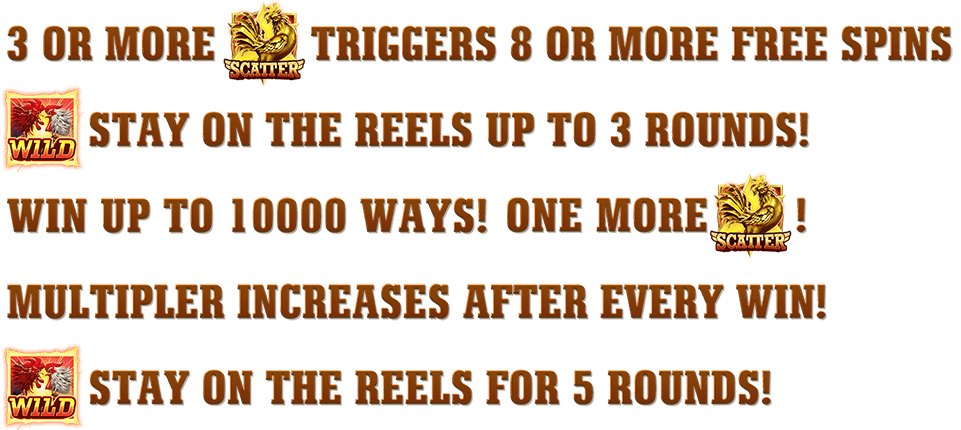 3 OR MORE SCATTER TRIGGERS 8 OR MORE FREE SPINS
WILD STAY ON THE REELS UP TO 3 ROUNDS!
WIN UP TO 10000 WAYS! ONE MORE SCATTER !
MULTIPLER INCREASES AFTER EVERY WIN!
WILD STAY ON THE REELS FOR 5 ROUNDS!